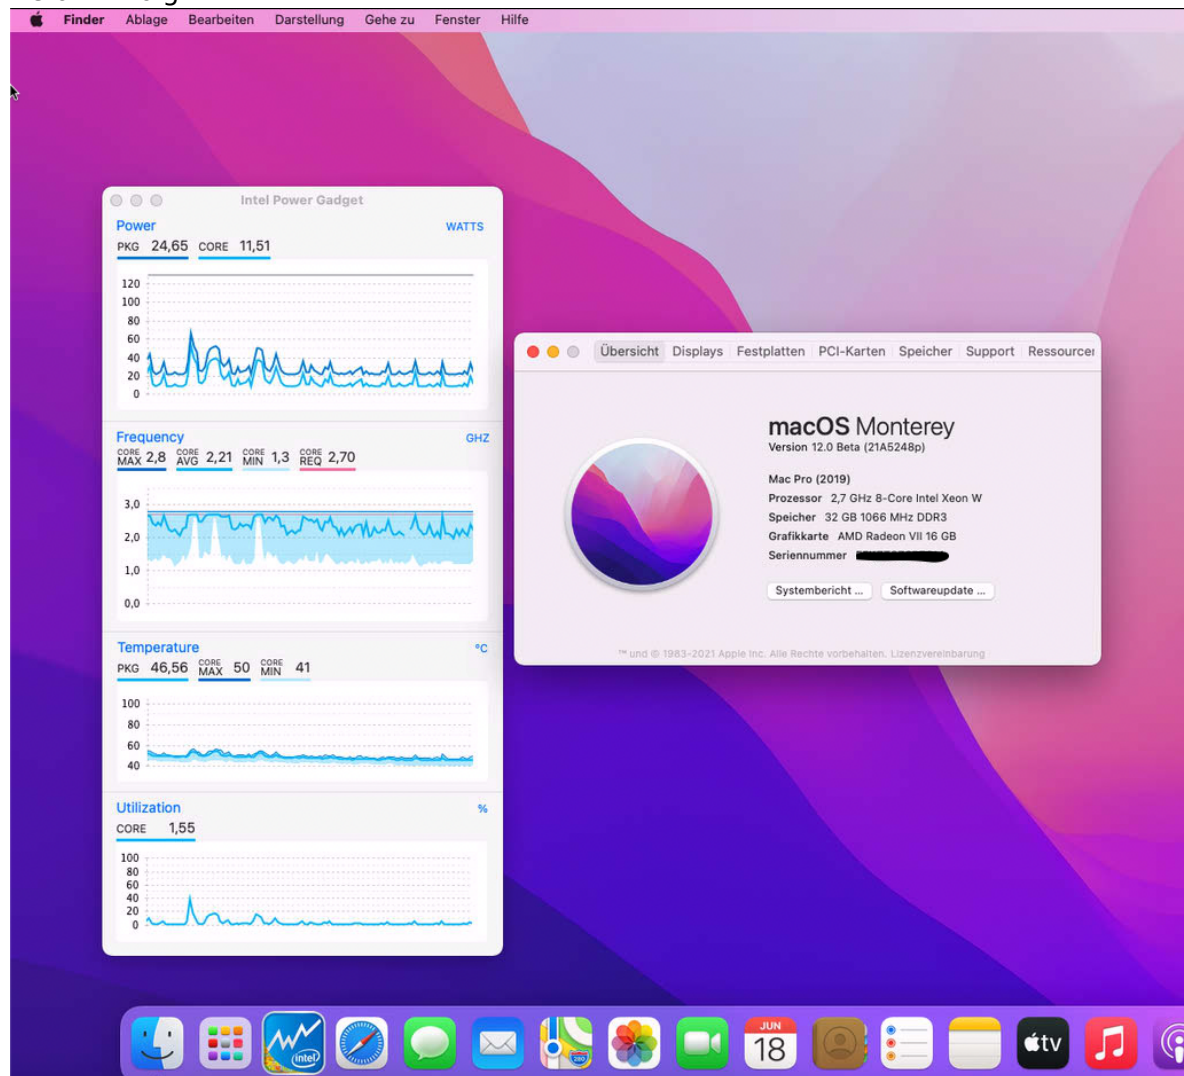 Finder Ablage Bearbeiten Darstellung Gehe zu Fenster Hilfe
Intel Power Gadget
Power WATTS
PKG 24,65 CORE 11,51
120
100
80
60
40
20
0
Frequency GHZ
CORE MAX 2,8 CORE AVG 2,21 CORE MIN 1,3 CORE REQ 2,70
3,0
2,0
1,0
0,0
Temperature °C
PKG 46,56 CORE MAX 50 CORE MIN 41
100
80
60
40
Utilization %
CORE 1,55
100
80
60
40
20
0
Übersicht Displays Festplatten PCI-Karten Speicher Support Ressourcen
macOS Monterey
Version 12.0 Beta (21A5248p)
Mac Pro (2019)
Prozessor 2,7 GHz 8-Core Intel Xeon W
Speicher 32 GB 1066 MHz DDR3
Grafikkarte AMD Radeon VII 16 GB
Seriennummer
Systembericht ... Softwareupdate ...
™ und © 1983-2021 Apple Inc. Alle Rechte vorbehalten. Lizenzvereinbarung
intel
280
JUN
18
tv